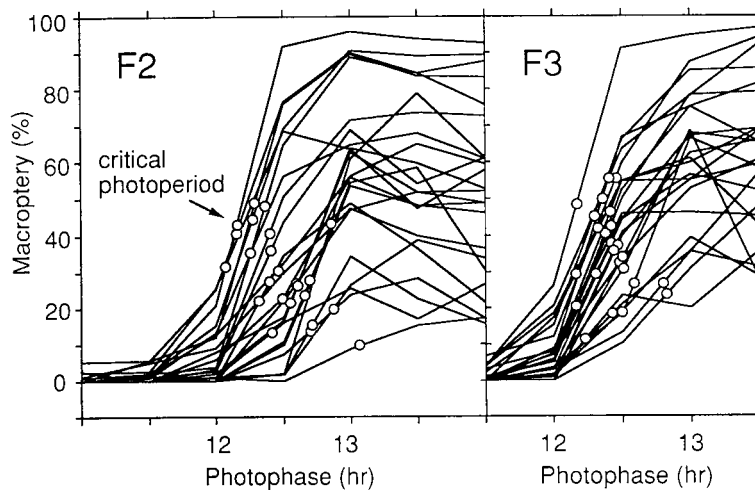 100
80
60
40
20
0
Macroptery (%)
F2
critical
photoperiod
12
13
Photophase (hr)
F3
12
13
Photophase (hr)